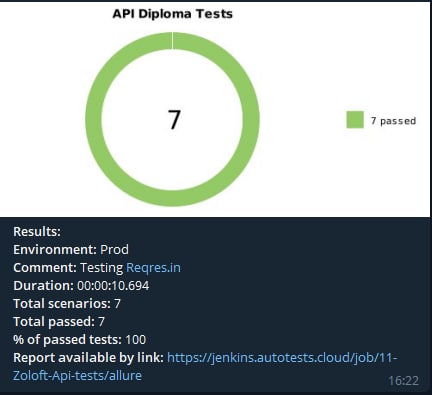 API Diploma Tests
7
7 passed
Results:
Environment: Prod
Comment: Testing Reqres.in
Duration: 00:00:10.694
Total scenarios: 7
Total passed: 7
% of passed tests: 100
Report available by link: https://jenkins.autotests.cloud/job/11-
Zoloft-Api-tests/allure
16:22